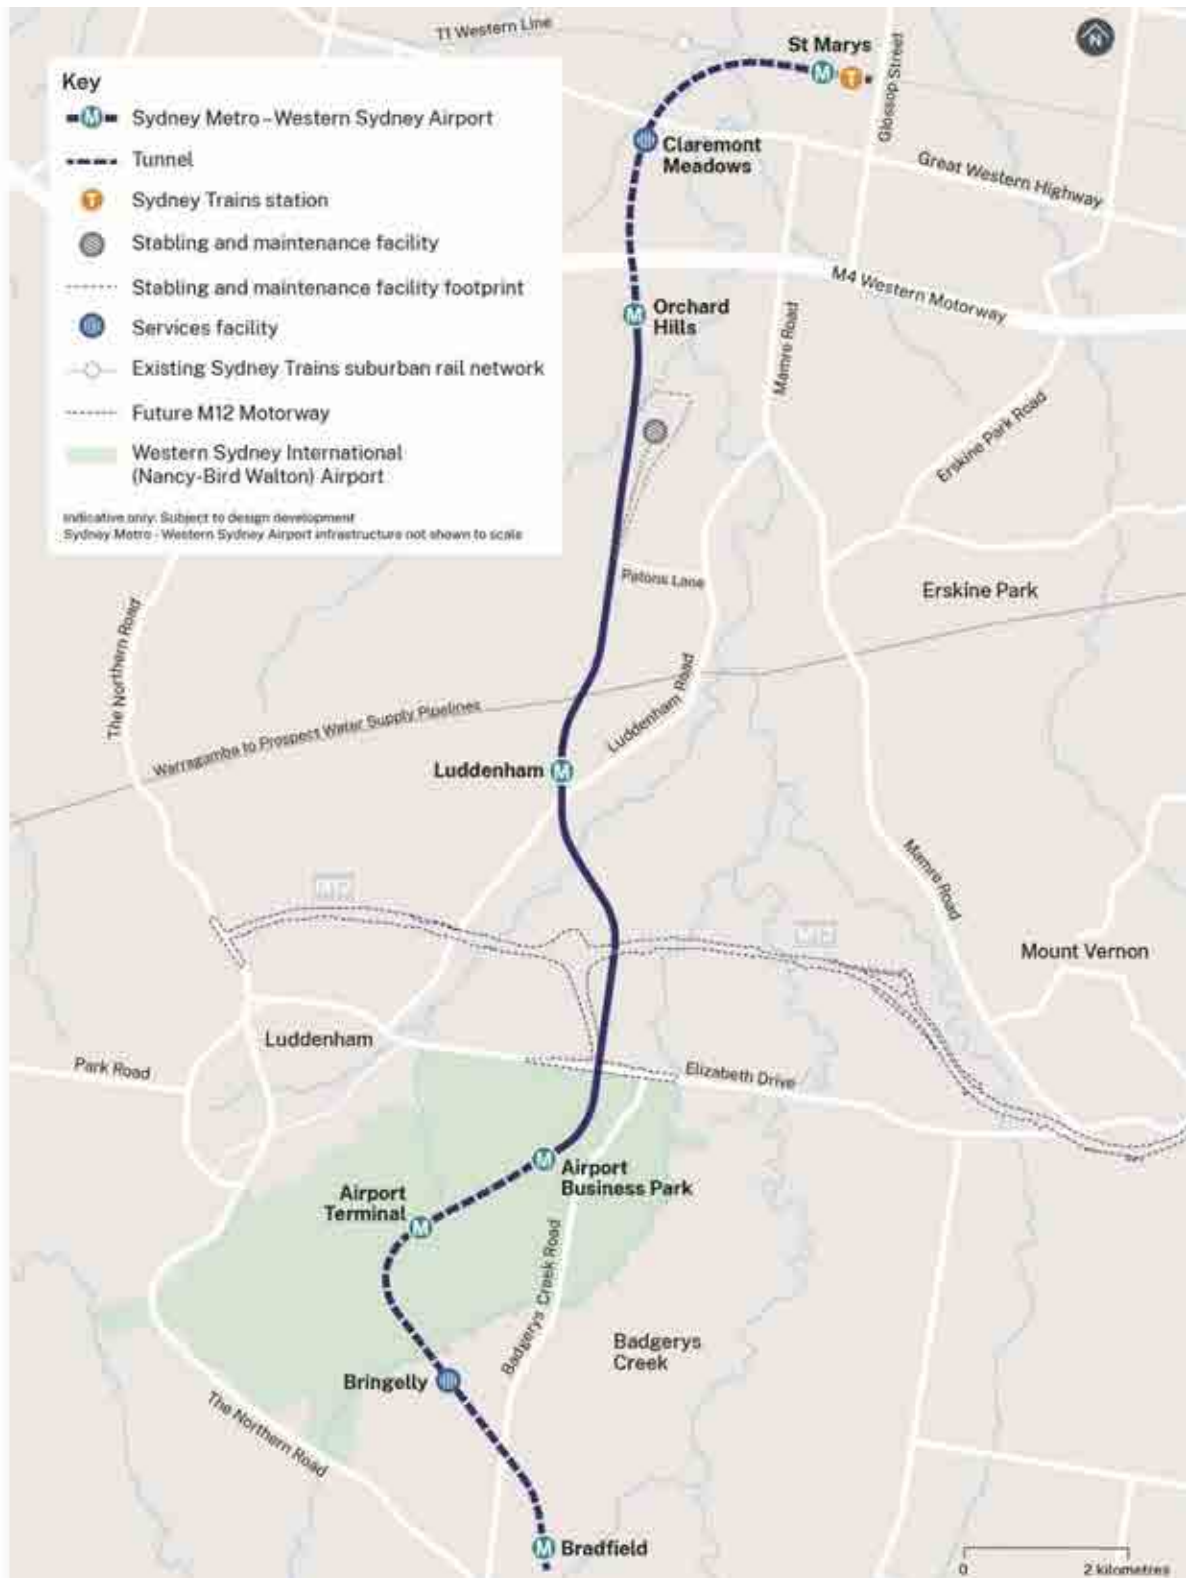 T1 Western Line
St Marys
Glossop Street
N
Key
M
Sydney Metro – Western Sydney Airport
Tunnel
T
Sydney Trains station
Stabling and maintenance facility
Stabling and maintenance facility footprint
Services facility
Existing Sydney Trains suburban rail network
Future M12 Motorway
Western Sydney International
(Nancy-Bird Walton) Airport
Indicative only: Subject to design development
Sydney Metro - Western Sydney Airport infrastructure not shown to scale
M
T
Claremont
Meadows
Great Western Highway
M4 Western Motorway
M
Orchard
Hills
Mamre Road
Erskine Park Road
Patons Lane
Erskine Park
The Northern Road
Luddenham Road
Warragamba to Prospect Water Supply Pipelines
Luddenham
M
Mamre Road
M12
M12
Mount Vernon
Luddenham
Park Road
Elizabeth Drive
M
Airport
Business Park
Airport
Terminal
M
Badgerys Creek Road
Badgerys
Creek
Bringelly
The Northern Road
M
Bradfield
0
2 kilometres